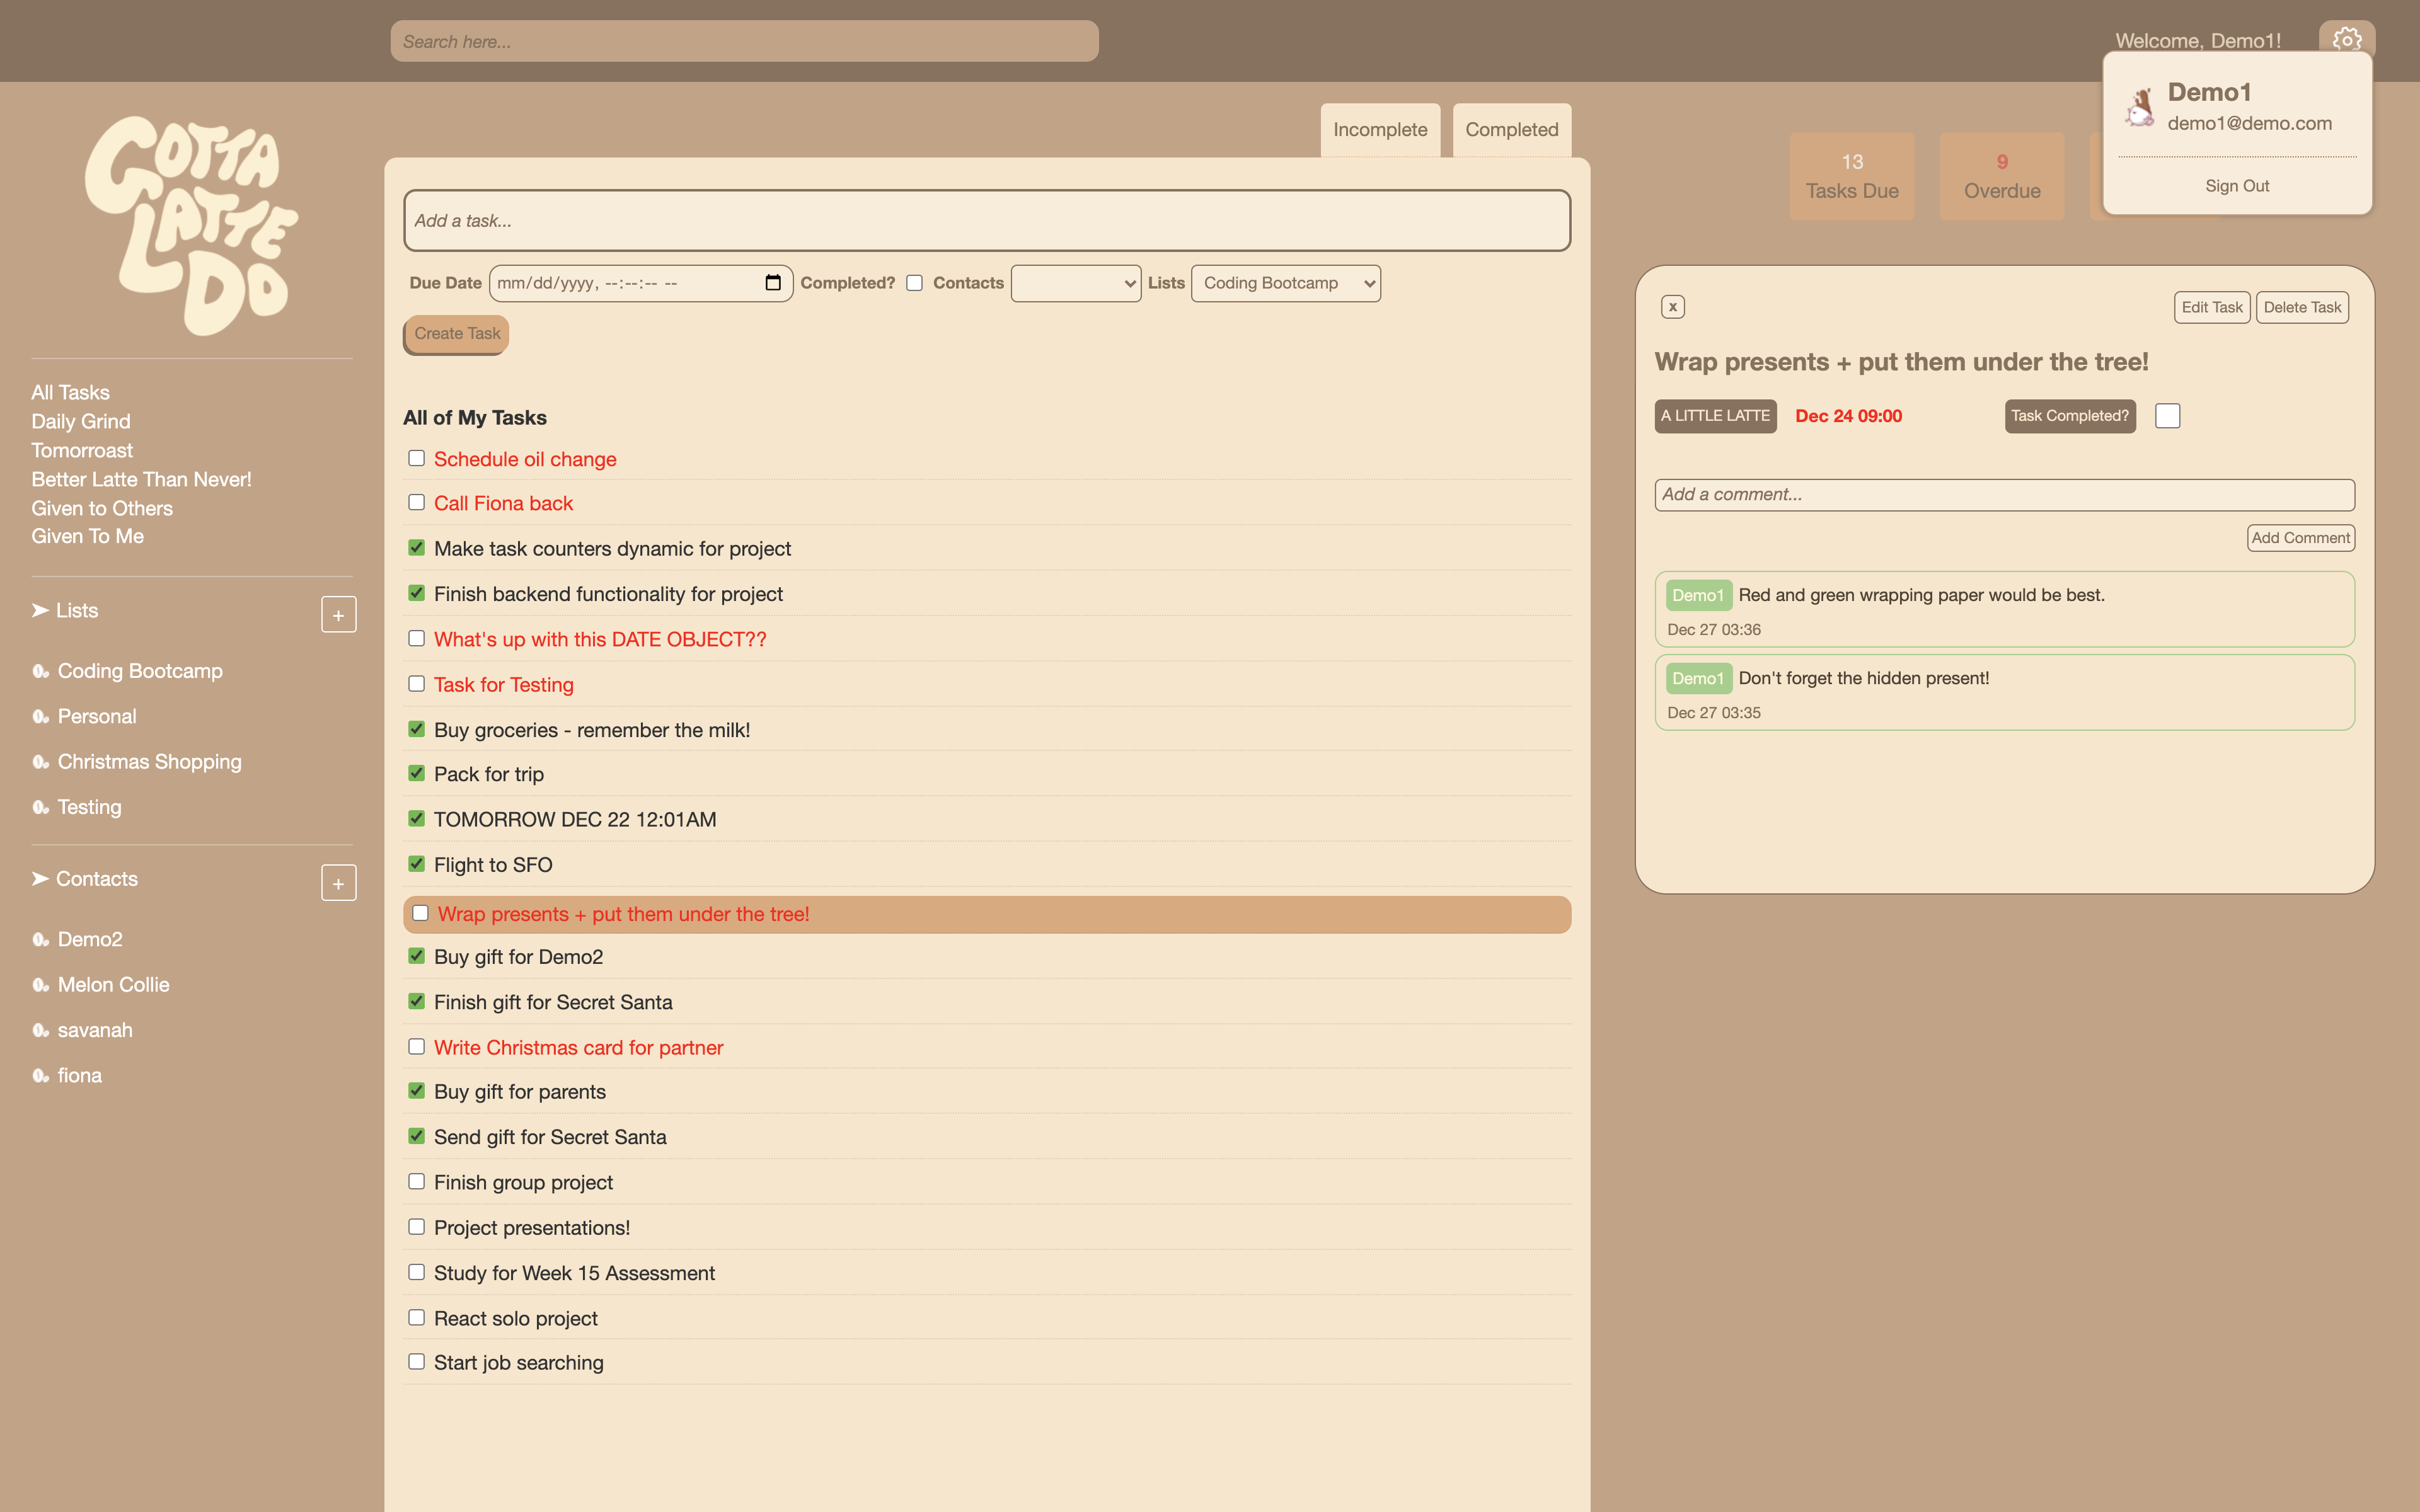 Search here...
Welcome, Demo1!
Demo1
demo1@demo.com
Sign Out
GOTTA
LATTE
DO
All Tasks
Daily Grind
Tomorroast
Better Latte Than Never!
Given to Others
Given To Me
Lists
+
Coding Bootcamp
Personal
Christmas Shopping
Testing
Contacts
+
Demo2
Melon Collie
savanah
fiona
Incomplete
Completed
Add a task...
Due Date mm/dd/yyyy, --:--:-- -- Completed? Contacts Lists Coding Bootcamp
Create Task
All of My Tasks
Schedule oil change
Call Fiona back
Make task counters dynamic for project
Finish backend functionality for project
What's up with this DATE OBJECT??
Task for Testing
Buy groceries - remember the milk!
Pack for trip
TOMORROW DEC 22 12:01AM
Flight to SFO
Wrap presents + put them under the tree!
Buy gift for Demo2
Finish gift for Secret Santa
Write Christmas card for partner
Buy gift for parents
Send gift for Secret Santa
Finish group project
Project presentations!
Study for Week 15 Assessment
React solo project
Start job searching
13
Tasks Due
9
Overdue
x
Edit Task
Delete Task
Wrap presents + put them under the tree!
A LITTLE LATTE Dec 24 09:00 Task Completed?
Add a comment...
Add Comment
Demo1 Red and green wrapping paper would be best.
Dec 27 03:36
Demo1 Don't forget the hidden present!
Dec 27 03:35